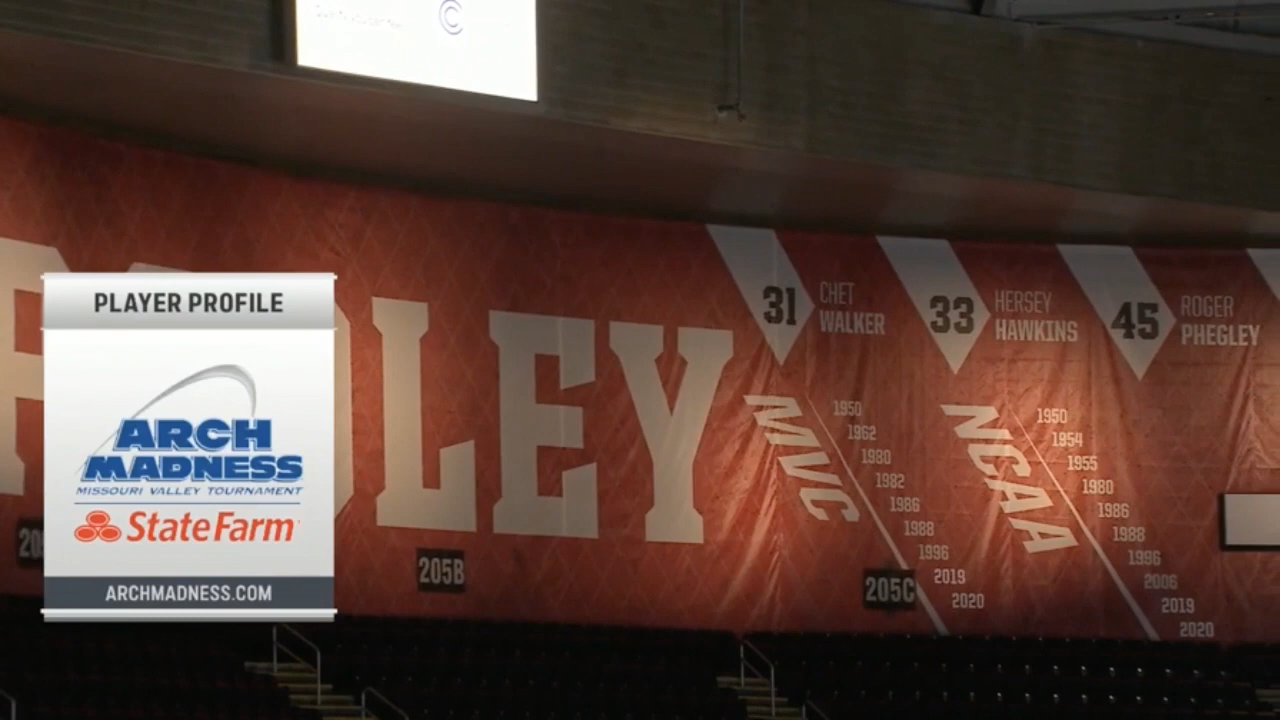 PLAYER PROFILE
ARCH
MADNESS
MISSOURI VALLEY TOURNAMENT
State Farm
ARCHMADNESS.COM
LEY
205B
205C
31
CHET
WALKER
33
HERSEY
HAWKINS
45
ROGER
PHEGLEY
MVC
1950
1962
1980
1982
1986
1988
1996
2019
2020
NCAA
1950
1954
1955
1980
1986
1988
1996
2006
2019
2020